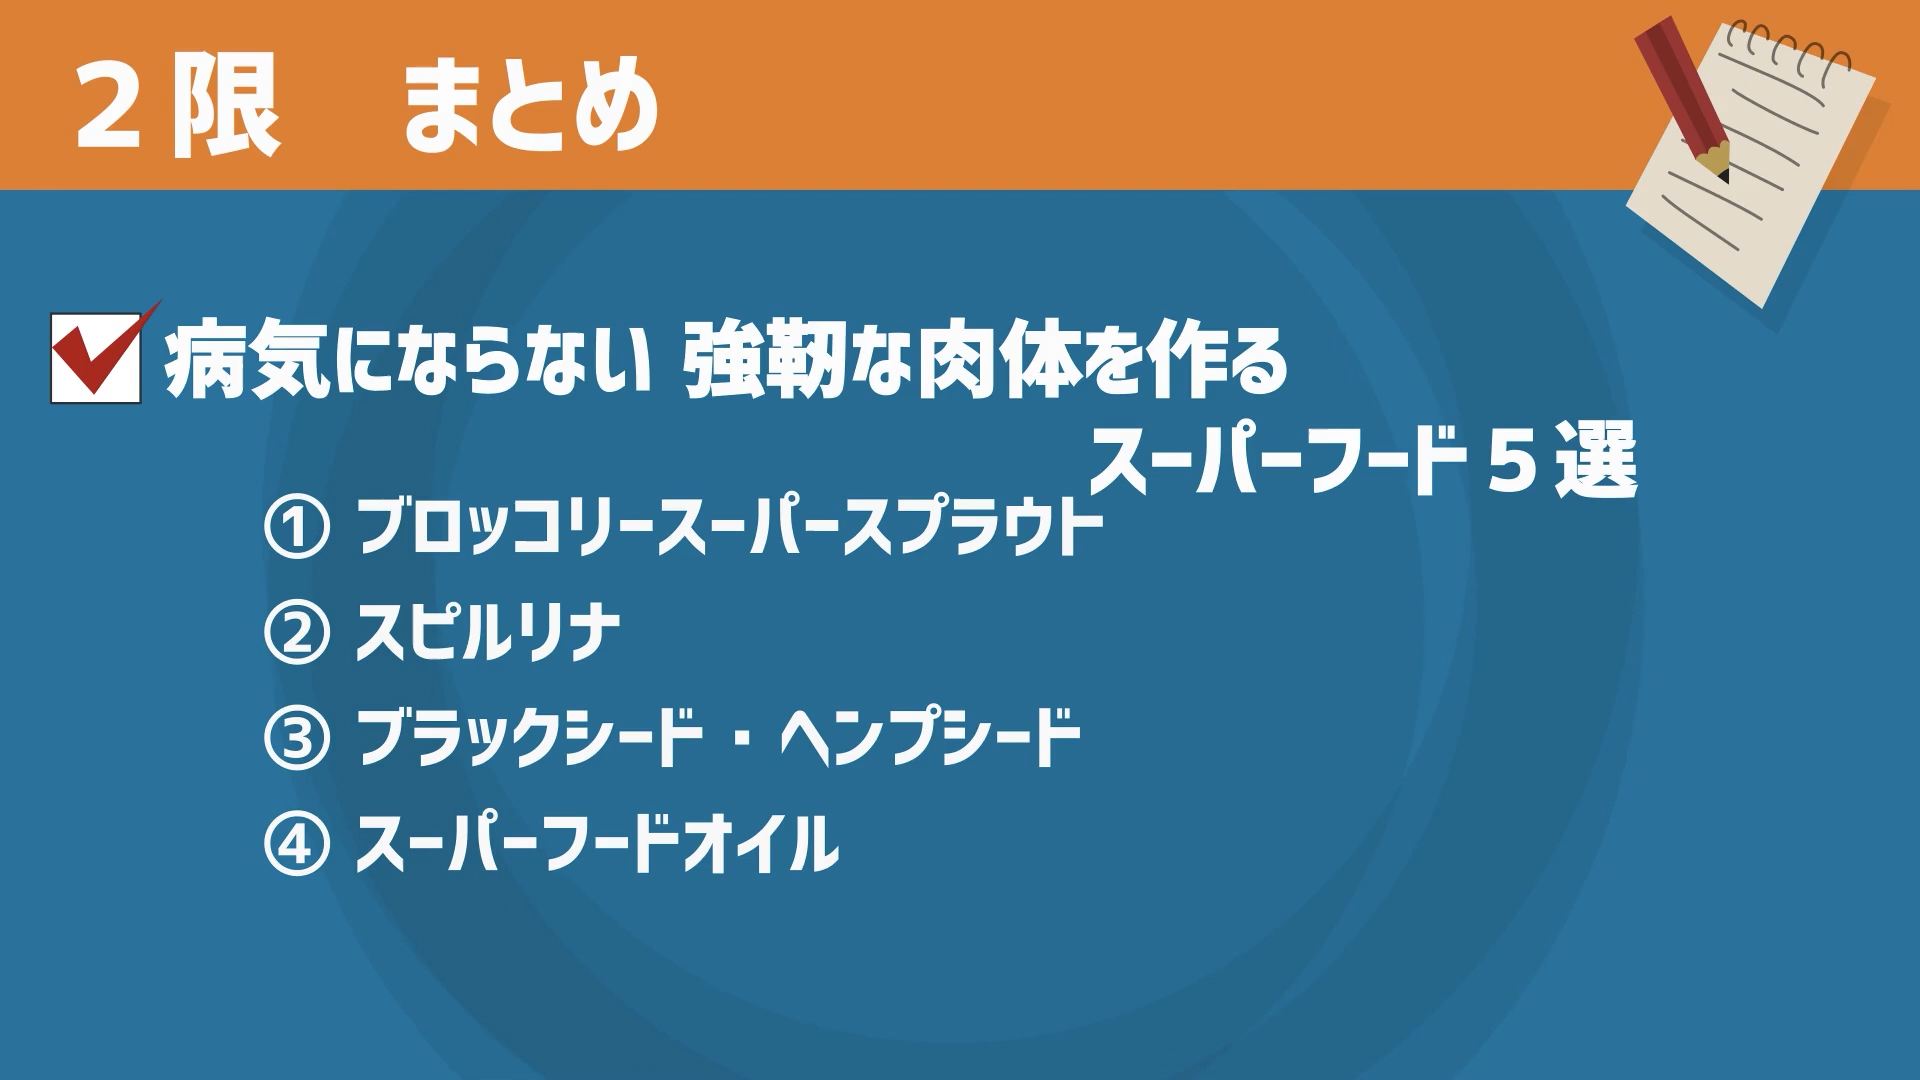 ２限　まとめ
病気にならない 強靭な肉体を作る
スーパーフード５選
① ブロッコリースーパースプラウト
② スピルリナ
③ ブラックシード・ヘンプシード
④ スーパーフードオイル